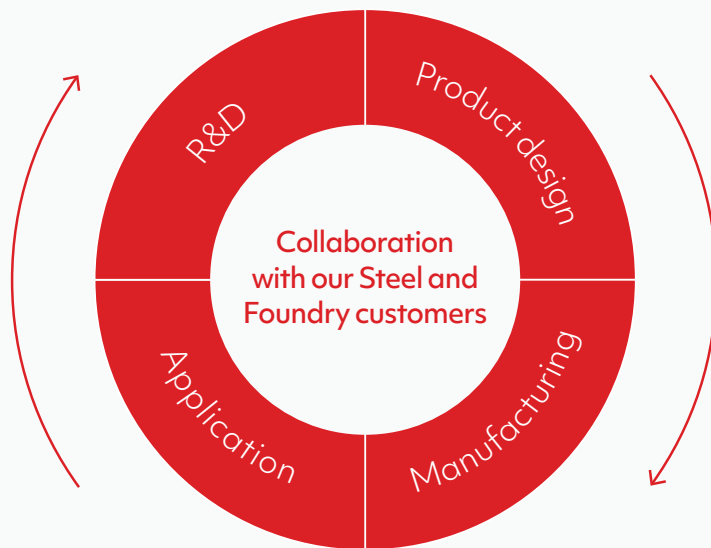 R&D
Product design
Collaboration
with our Steel and
Foundry customers
Application
Manufacturing